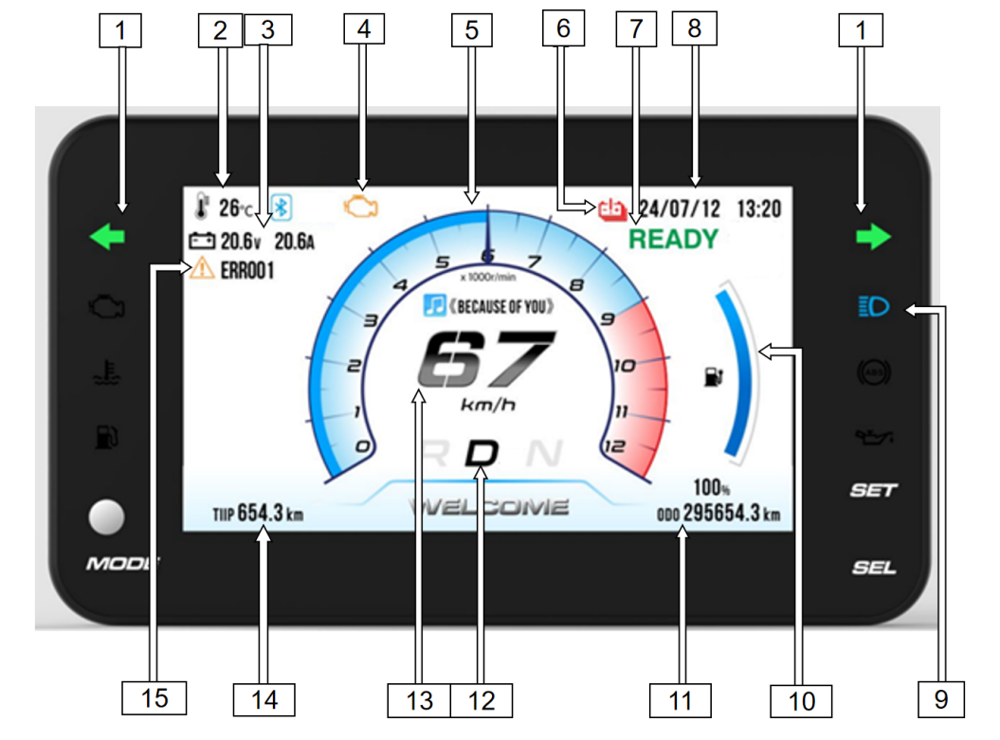 1
2
3
4
5
6
7
8
1
26°C
24/07/12 13:20
20.6V 20.6A
READY
ERR001
0
1
2
3
4
5
6
7
8
9
10
11
12
x 1000r/min
《BECAUSE OF YOU》
67
km/h
R D N
ABS
100%
WELCOME
TIIP 654.3 km
ODO 295654.3 km
MODE
SET
SEL
15
14
13
12
11
10
9